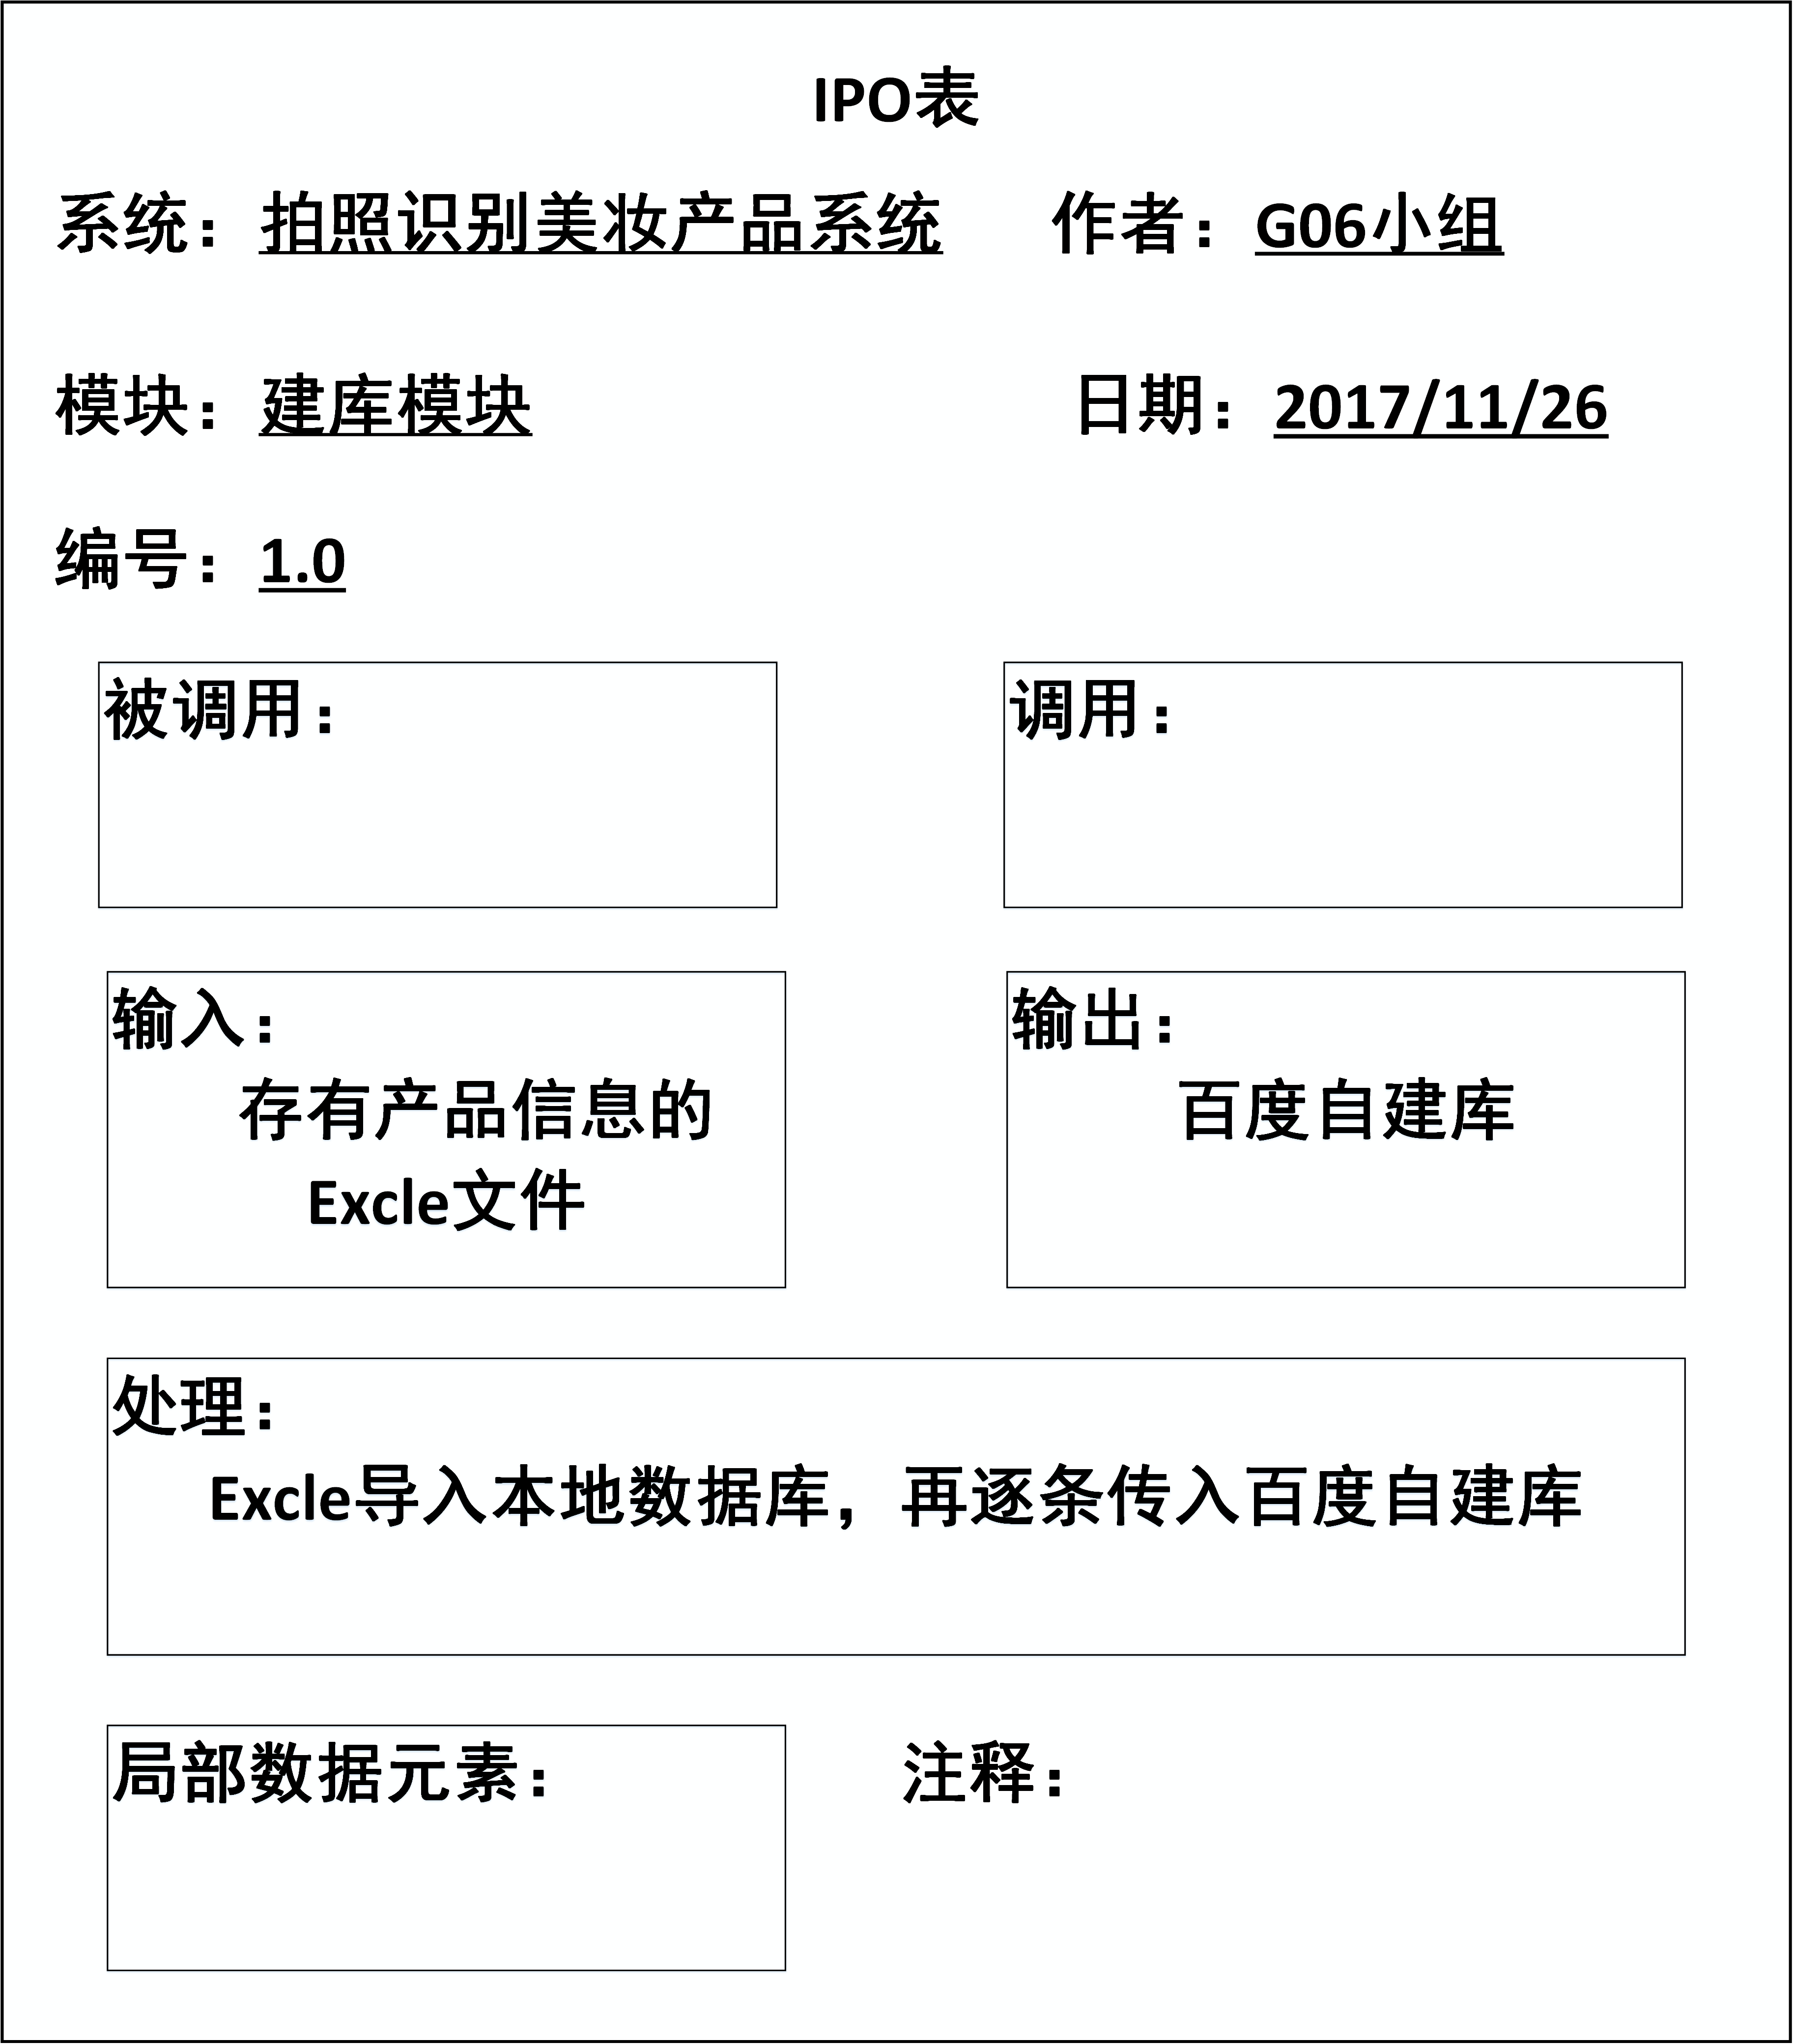 IPO表
系统：拍照识别美妆产品系统 作者：G06小组
模块：建库模块 日期：2017/11/26
编号：1.0
被调用：
调用：
输入：
存有产品信息的
Excle文件
输出：
百度自建库
处理：
Excle导入本地数据库，再逐条传入百度自建库
局部数据元素：
注释：